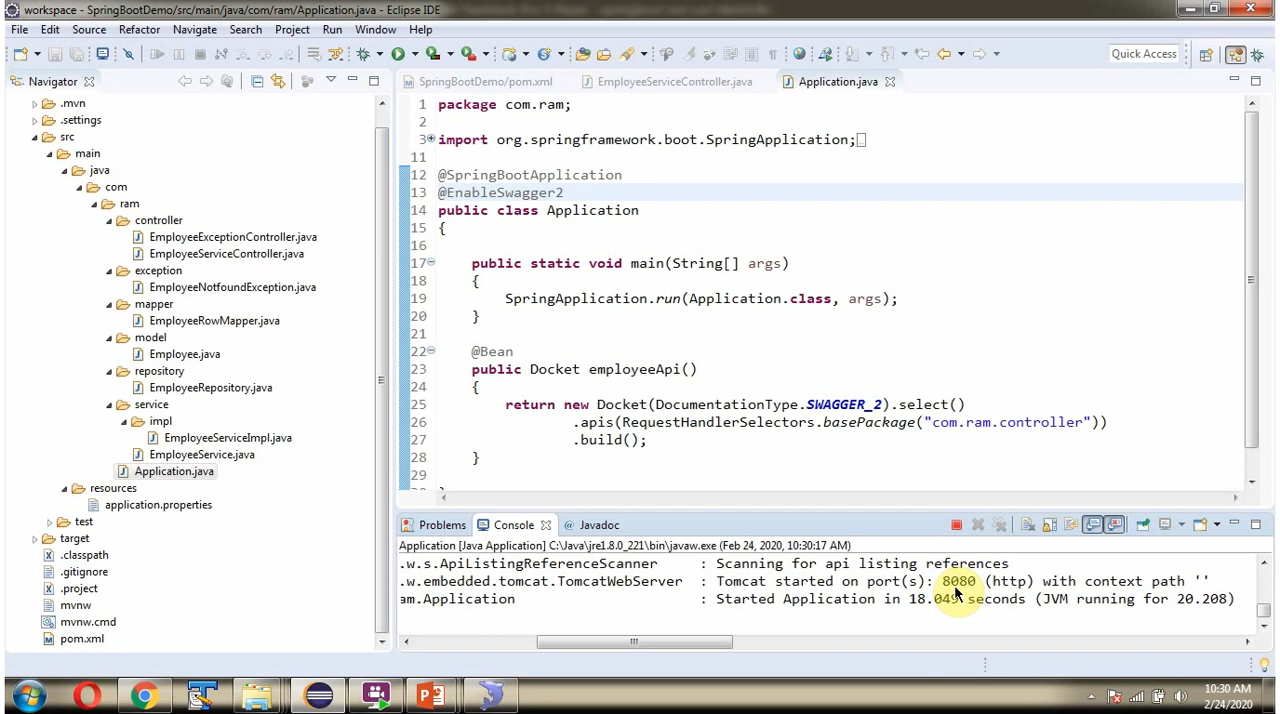 workspace - SpringBootDemo/src/main/java/com/ram/Application.java - Eclipse IDE
File Edit Source Refactor Navigate Search Project Run Window Help
Quick Access
Navigator
.mvn
.settings
src
main
java
com
ram
controller
EmployeeExceptionController.java
EmployeeServiceController.java
exception
EmployeeNotfoundException.java
mapper
EmployeeRowMapper.java
model
Employee.java
repository
EmployeeRepository.java
service
impl
EmployeeServiceImpl.java
EmployeeService.java
Application.java
resources
application.properties
test
target
.classpath
.gitignore
.project
mvnw
mvnw.cmd
pom.xml
SpringBootDemo/pom.xml EmployeeServiceController.java Application.java
1 package com.ram;
2
3 import org.springframework.boot.SpringApplication;
11
12 @SpringBootApplication
13 @EnableSwagger2
14 public class Application
15 {
16
17 public static void main(String[] args)
18 {
19 SpringApplication.run(Application.class, args);
20 }
21
22 @Bean
23 public Docket employeeApi()
24 {
25 return new Docket(DocumentationType.SWAGGER_2).select()
26 .apis(RequestHandlerSelectors.basePackage("com.ram.controller"))
27 .build();
28 }
29
Problems Console Javadoc
Application [Java Application] C:\Java\jre1.8.0_221\bin\javaw.exe (Feb 24, 2020, 10:30:17 AM)
.w.s.ApiListingReferenceScanner : Scanning for api listing references
.w.embedded.tomcat.TomcatWebServer : Tomcat started on port(s): 8080 (http) with context path ''
am.Application : Started Application in 18.049 seconds (JVM running for 20.208)
10:30 AM
2/24/2020